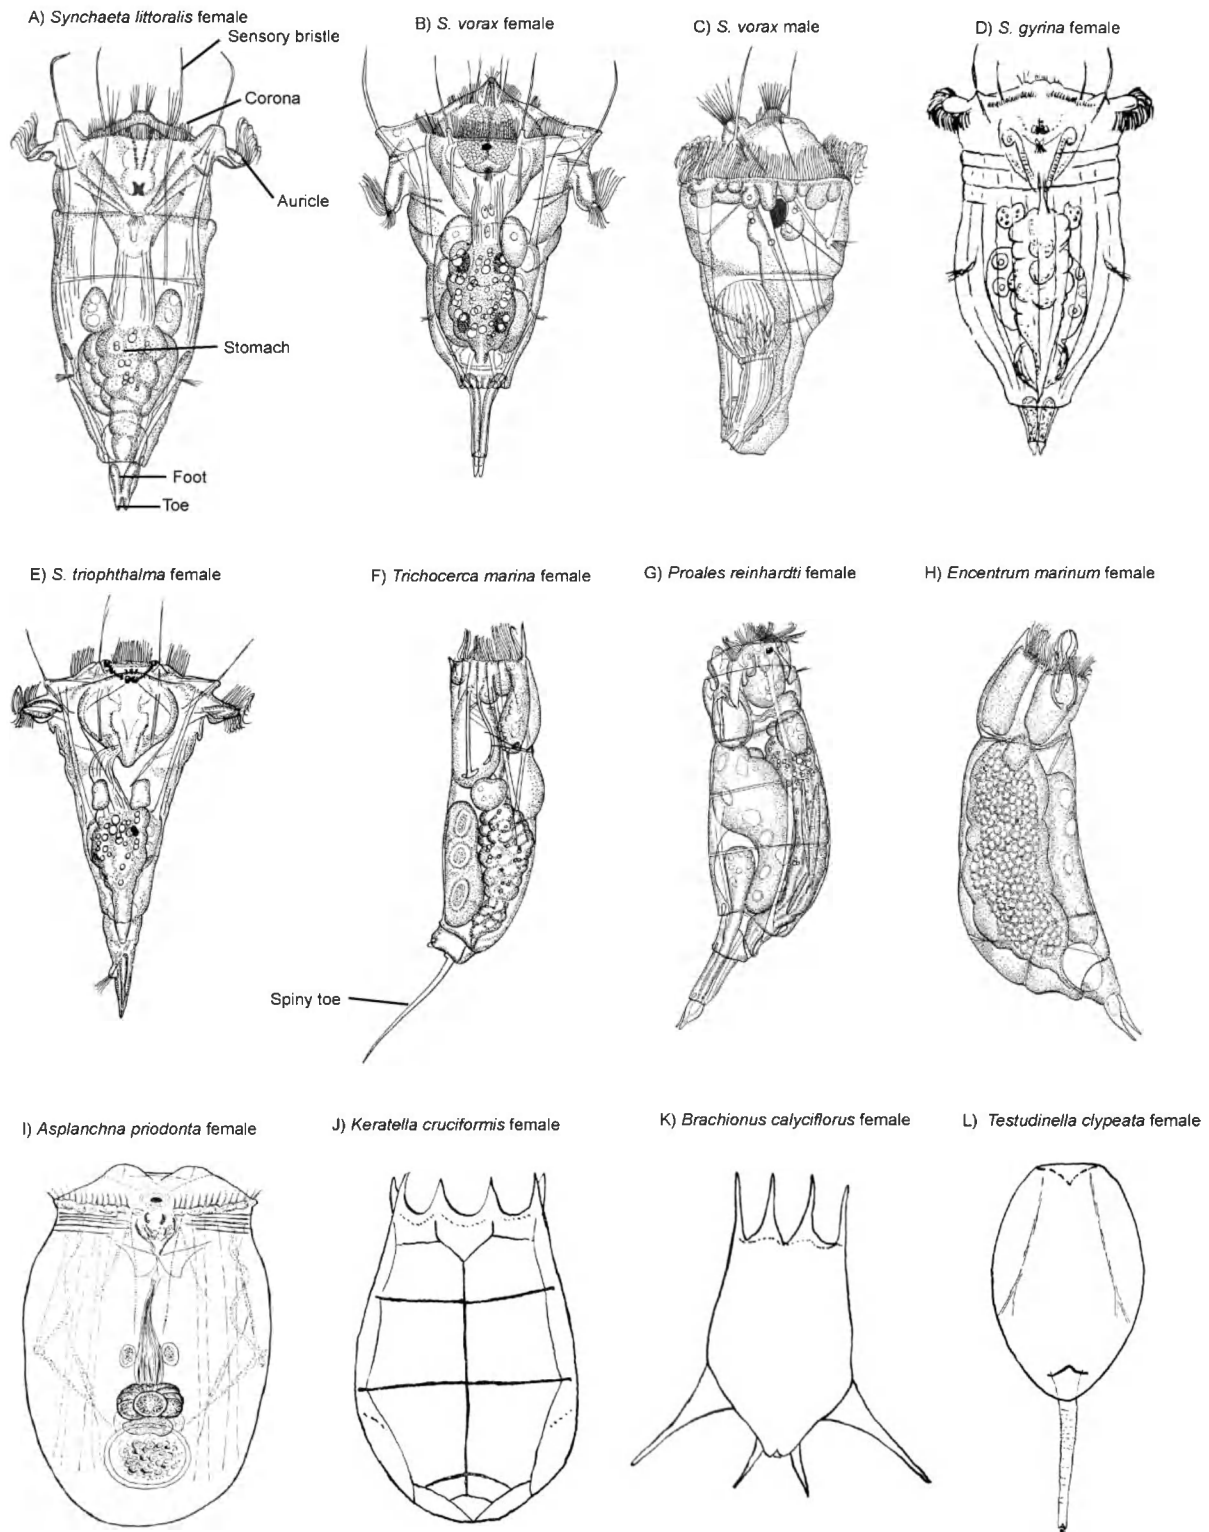 A) Synchaeta littoralis female
B) S. vorax female
C) S. vorax male
D) S. gyrina female
Sensory bristle
Corona
Auricle
Stomach
Foot
Toe
E) S. triophthalma female
F) Trichocerca marina female
G) Proales reinhardti female
H) Encentrum marinum female
Spiny toe
I) Asplanchna priodonta female
J) Keratella cruciformis female
K) Brachionus calyciflorus female
L) Testudinella clypeata female